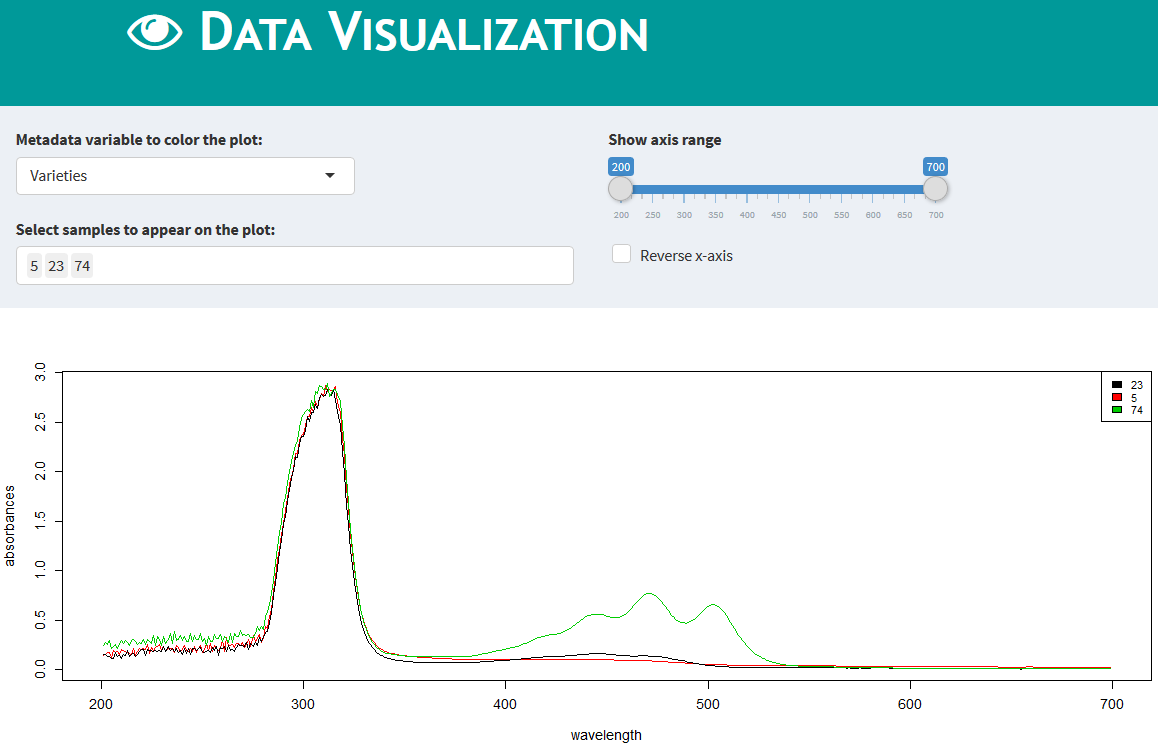 DATA VISUALIZATION
Metadata variable to color the plot:
Varieties
Select samples to appear on the plot:
5 23 74
Show axis range
200 700
200 250 300 350 400 450 500 550 600 650 700
Reverse x-axis
3.0
2.5
2.0
1.5
1.0
0.5
0.0
absorbances
23
5
74
200 300 400 500 600 700
wavelength